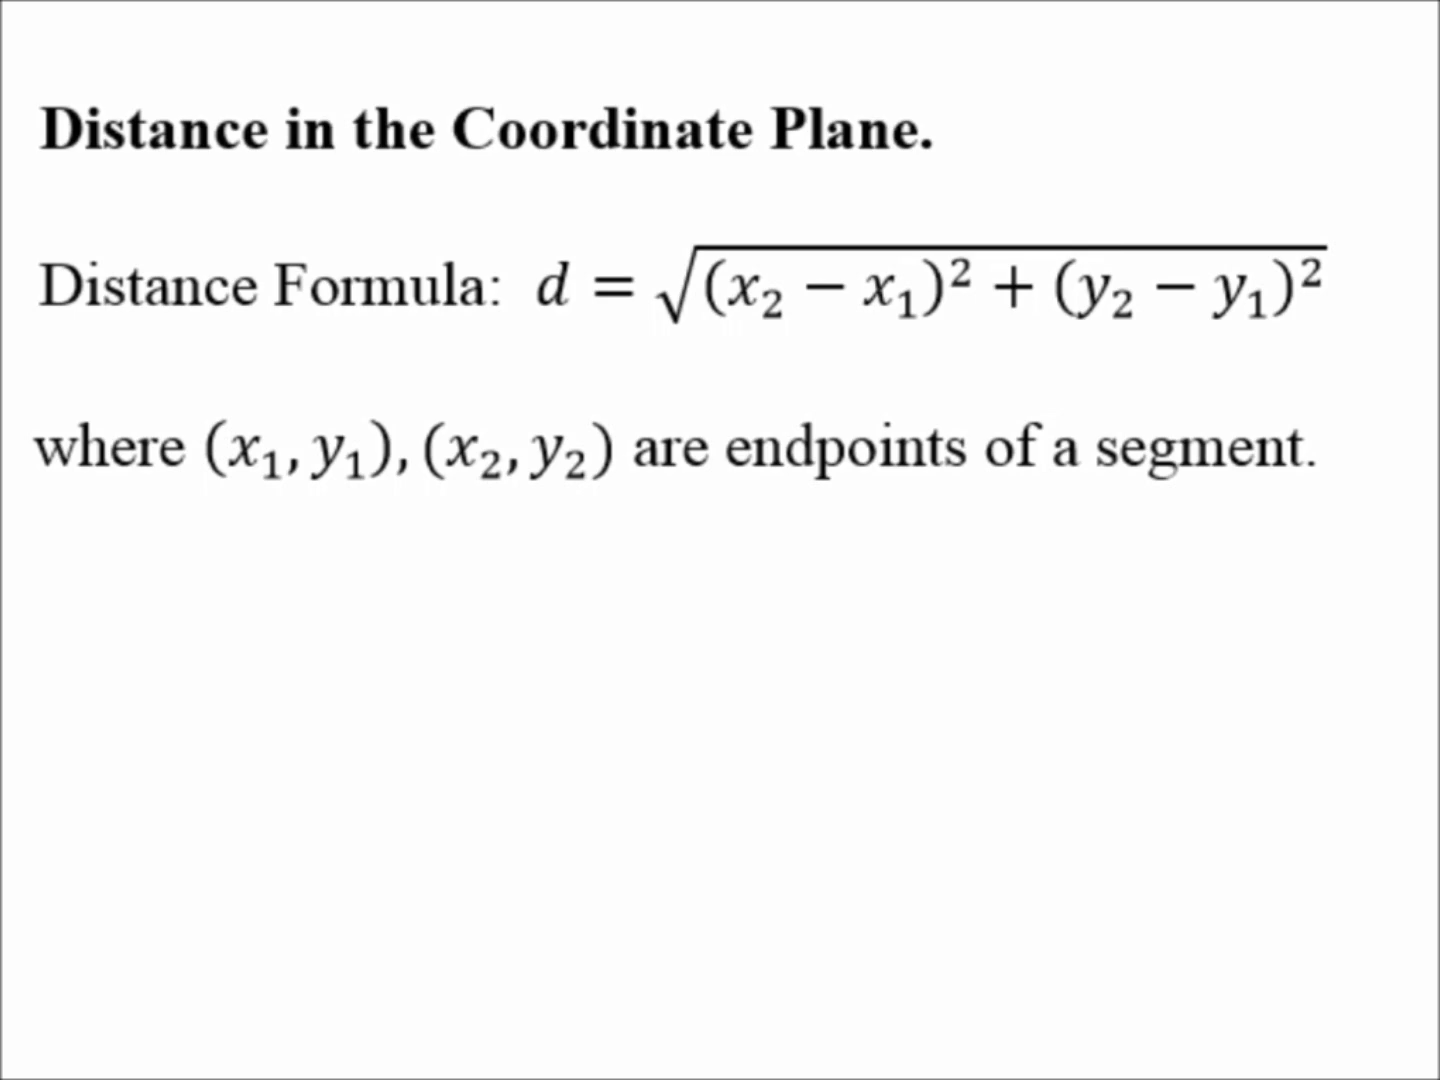 Distance in the Coordinate Plane.
Distance Formula: d = √(x₂ − x₁)² + (y₂ − y₁)²
where (x₁, y₁), (x₂, y₂) are endpoints of a segment.